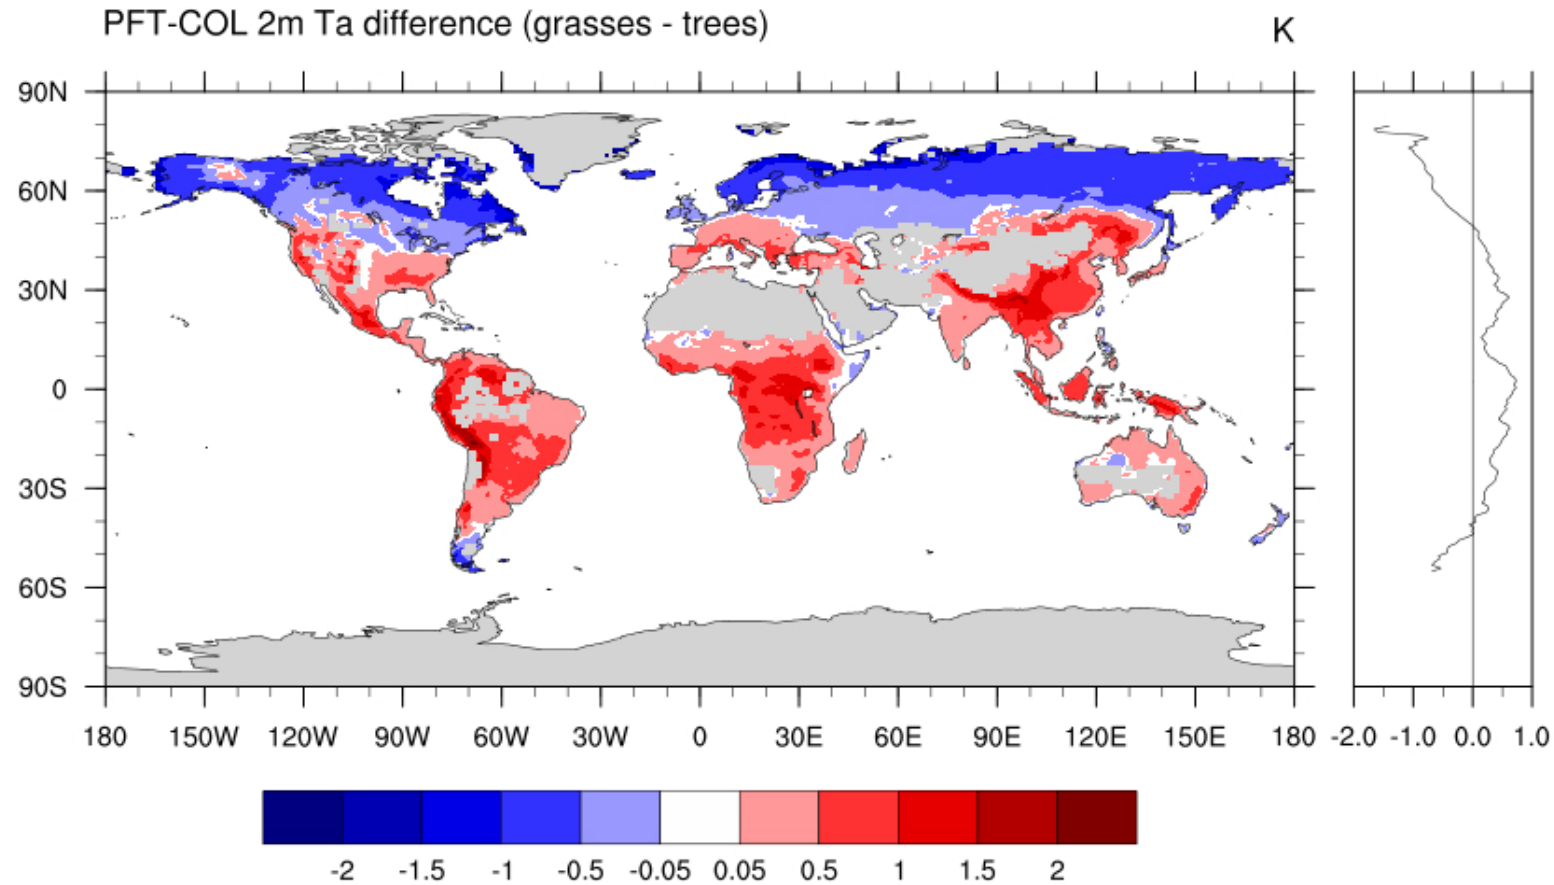 PFT-COL 2m Ta difference (grasses - trees)
K
90N
60N
30N
0
30S
60S
90S
180 150W 120W 90W 60W 30W 0 30E 60E 90E 120E 150E 180
-2.0 -1.0 0.0 1.0
-2 -1.5 -1 -0.5 -0.05 0.05 0.5 1 1.5 2